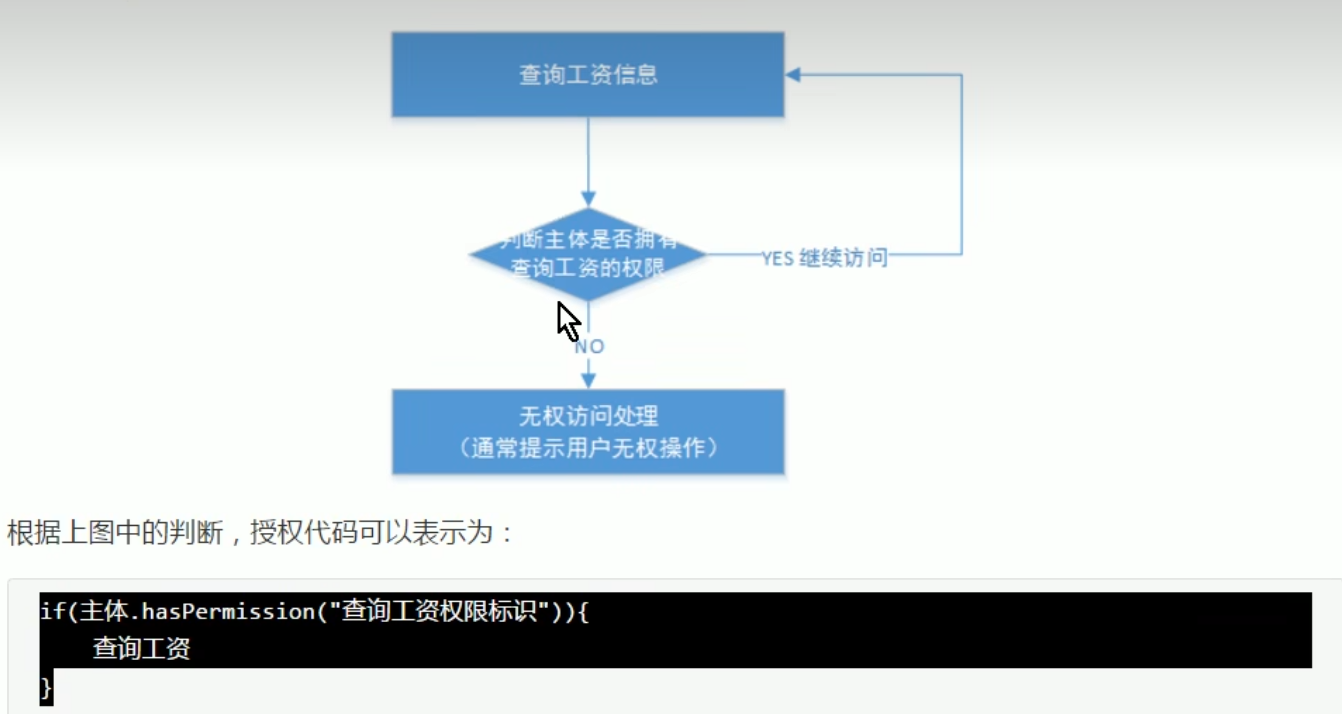 查询工资信息
判断主体是否拥有
查询工资的权限
YES 继续访问
NO
无权访问处理
（通常提示用户无权操作）
根据上图中的判断，授权代码可以表示为：
if(主体.hasPermission("查询工资权限标识")){
查询工资
}